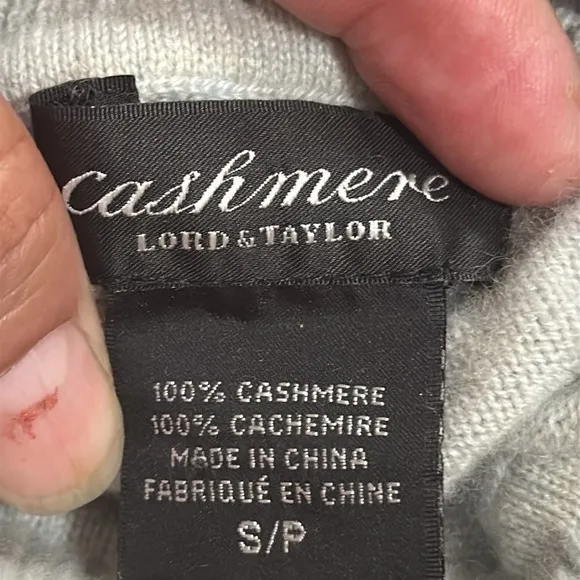 cashmere
LORD & TAYLOR
100% CASHMERE
100% CACHEMIRE
MADE IN CHINA
FABRIQUÉ EN CHINE
S/P